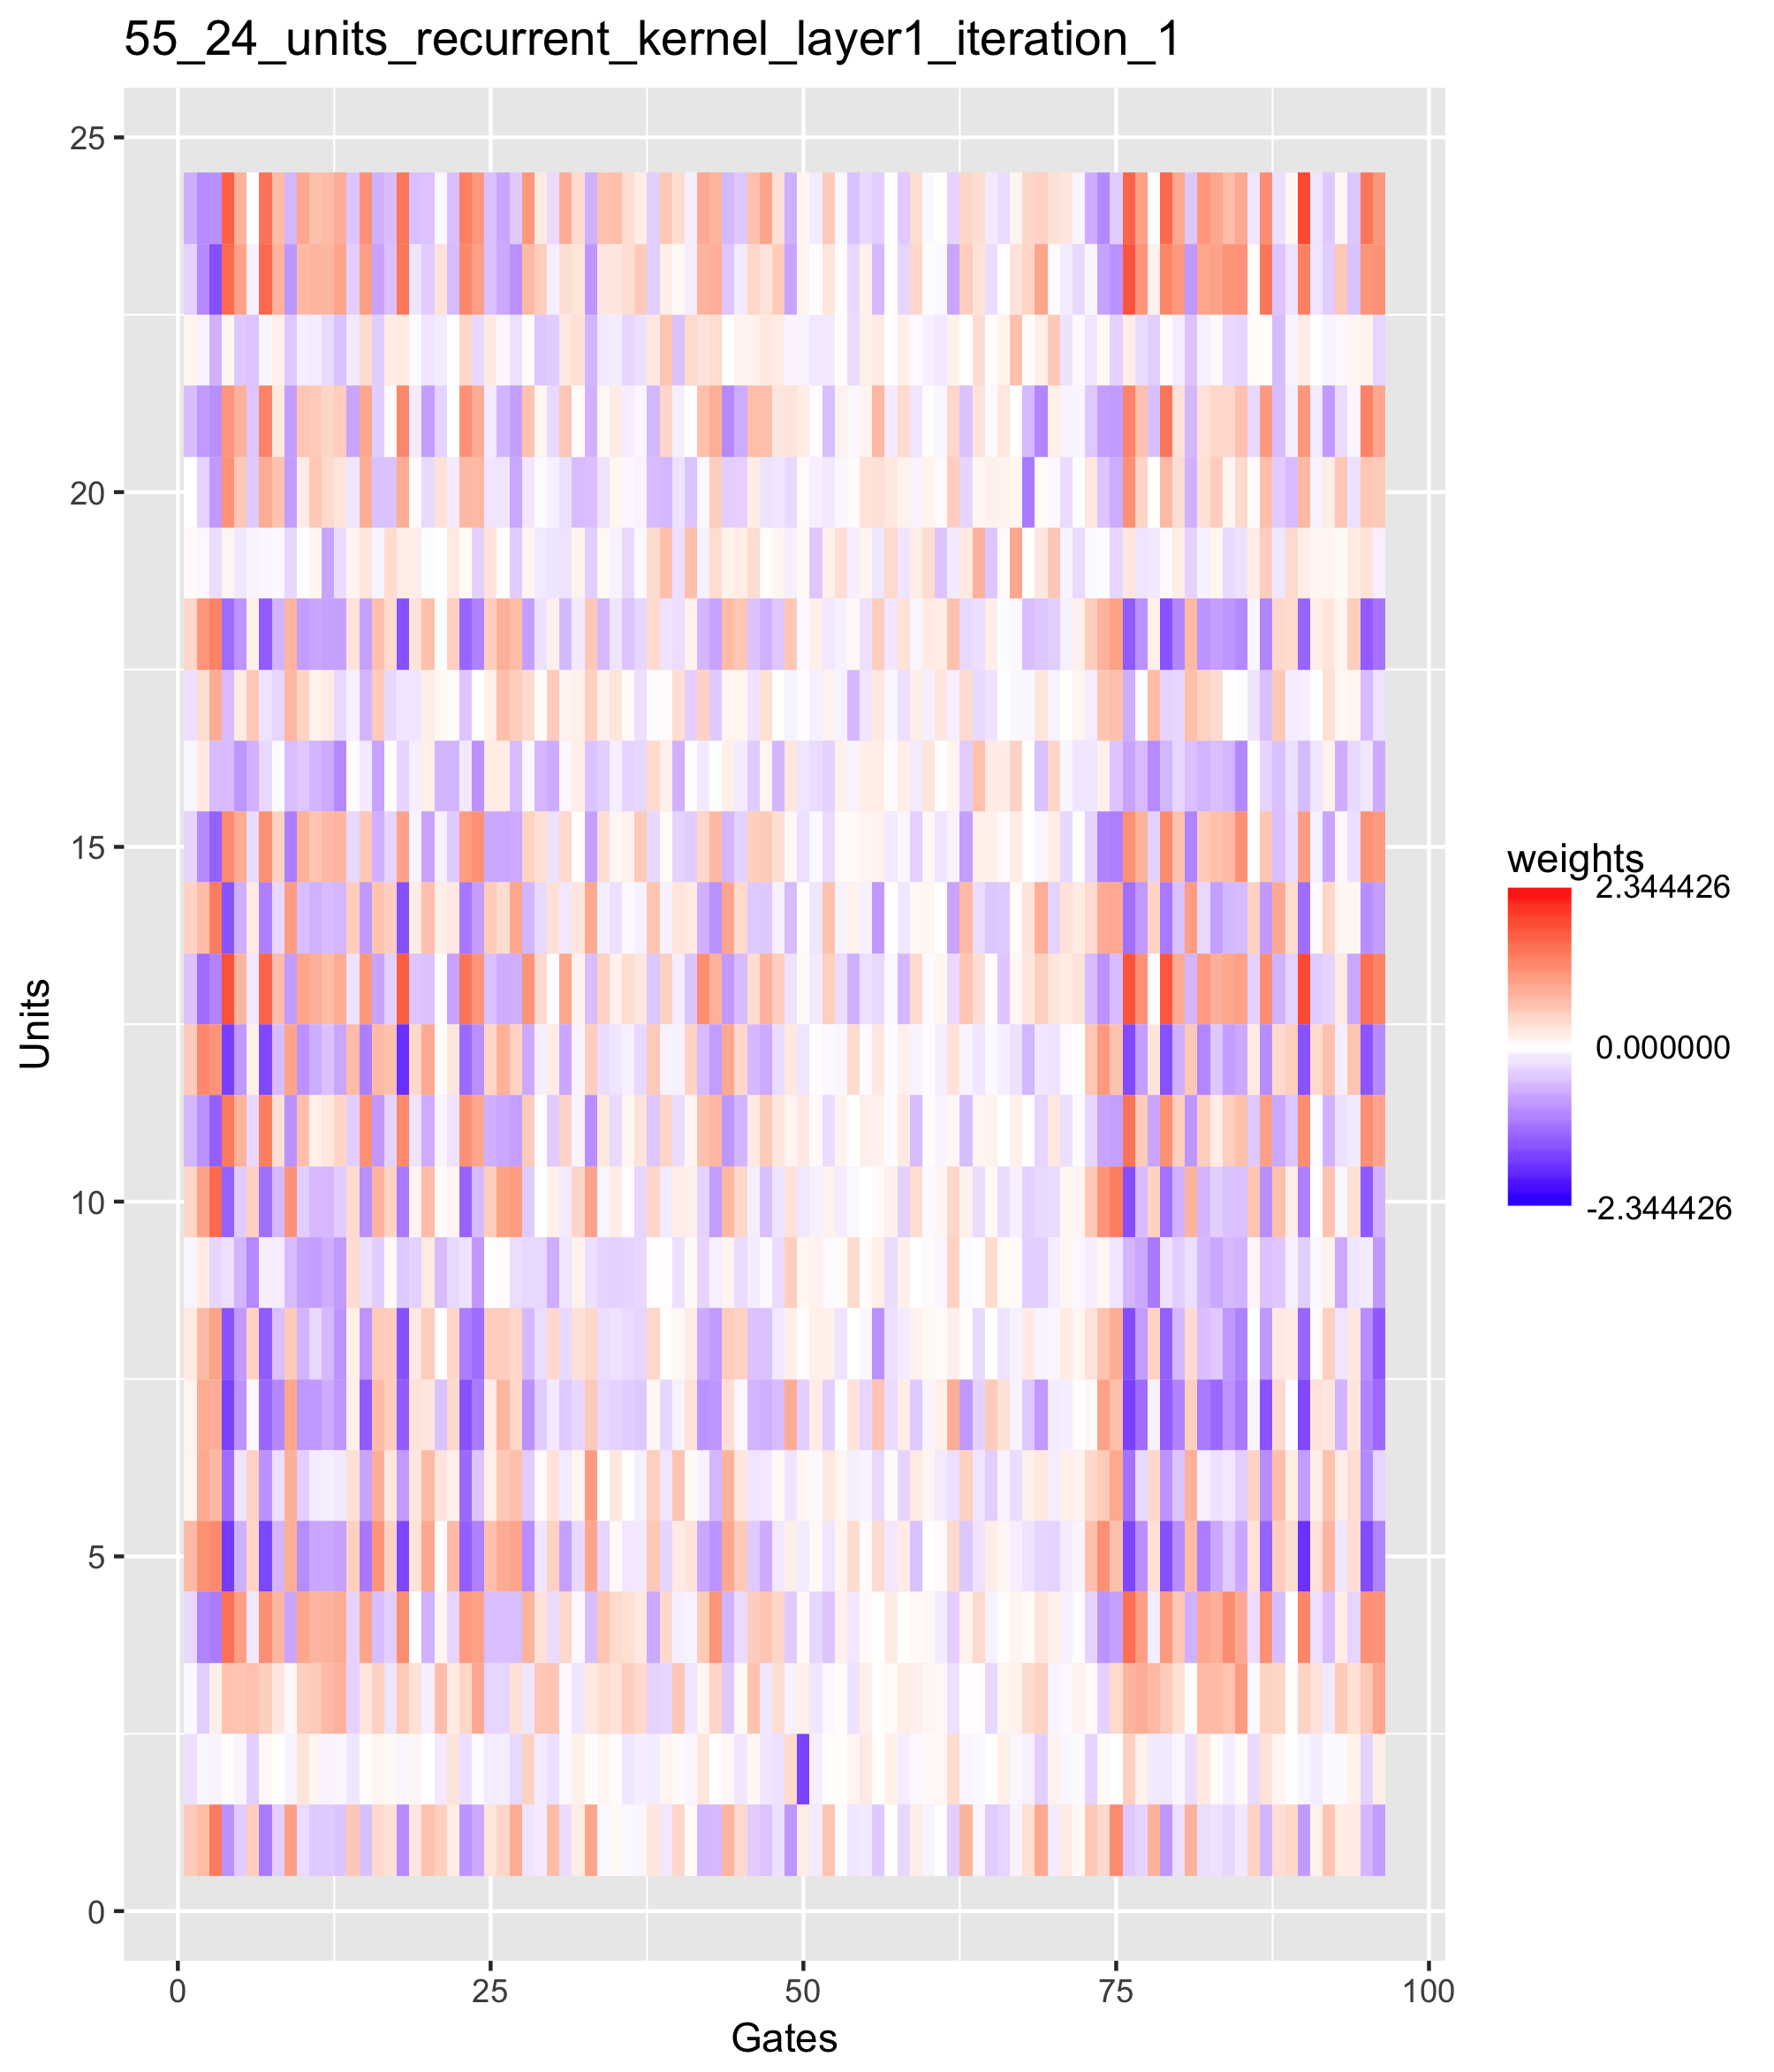 55_24_units_recurrent_kernel_layer1_iteration_1
25
20
15
10
5
0
Units
0 25 50 75 100
Gates
weights
2.344426
0.000000
-2.344426